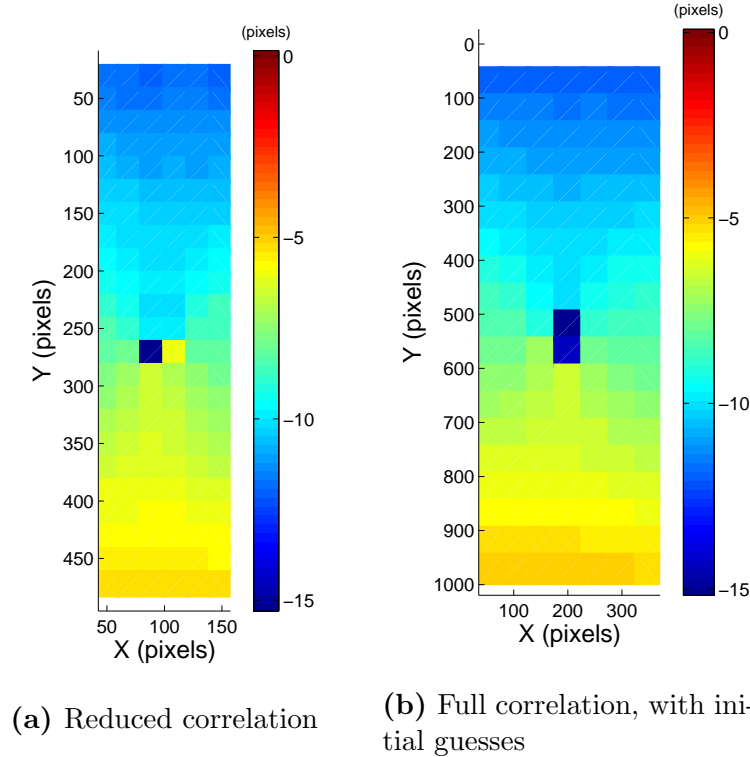 (pixels)
0
−5
−10
−15
50
100
150
200
250
300
350
400
450
Y (pixels)
50 100 150
X (pixels)
(a) Reduced correlation
(pixels)
0
−5
−10
−15
0
100
200
300
400
500
600
700
800
900
1000
Y (pixels)
100 200 300
X (pixels)
(b) Full correlation, with ini-
tial guesses